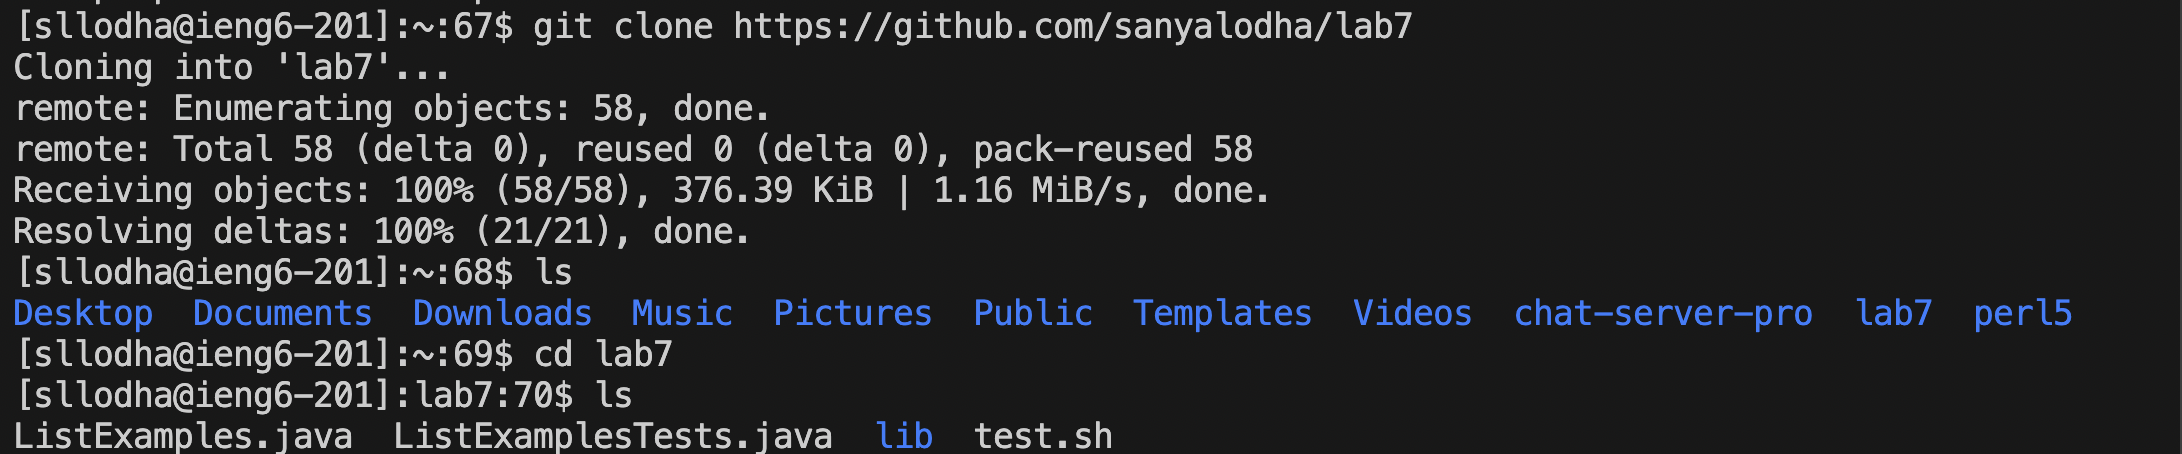 [sllodha@ieng6-201]:~:67$ git clone https://github.com/sanyalodha/lab7
Cloning into 'lab7'...
remote: Enumerating objects: 58, done.
remote: Total 58 (delta 0), reused 0 (delta 0), pack-reused 58
Receiving objects: 100% (58/58), 376.39 KiB | 1.16 MiB/s, done.
Resolving deltas: 100% (21/21), done.
[sllodha@ieng6-201]:~:68$ ls
Desktop  Documents  Downloads  Music  Pictures  Public  Templates  Videos  chat-server-pro  lab7  perl5
[sllodha@ieng6-201]:~:69$ cd lab7
[sllodha@ieng6-201]:lab7:70$ ls
ListExamples.java  ListExamplesTests.java  lib  test.sh